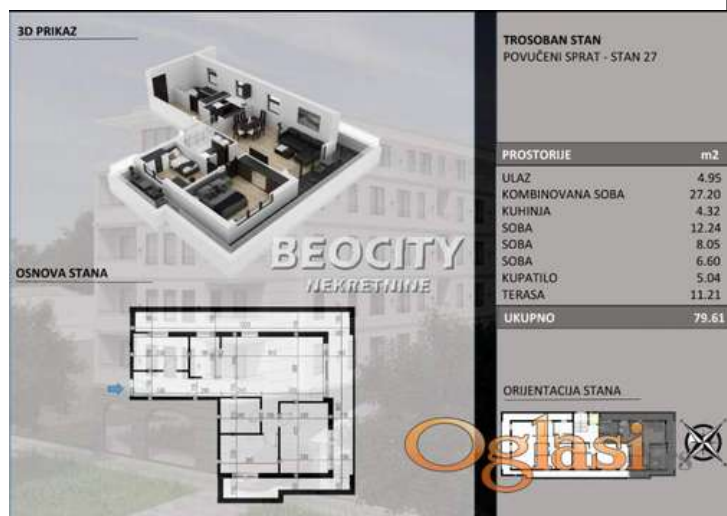 3D PRIKAZ
BEOCITY
NEKRETNINE
OSNOVA STANA
TROSOBAN STAN
POVUČENI SPRAT - STAN 27
PROSTORIJE m2
ULAZ 4.95
KOMBINOVANA SOBA 27.20
KUHINJA 4.32
SOBA 12.24
SOBA 8.05
SOBA 6.60
KUPATILO 5.04
TERASA 11.21
UKUPNO 79.61
ORIJENTACIJA STANA
Oglasi